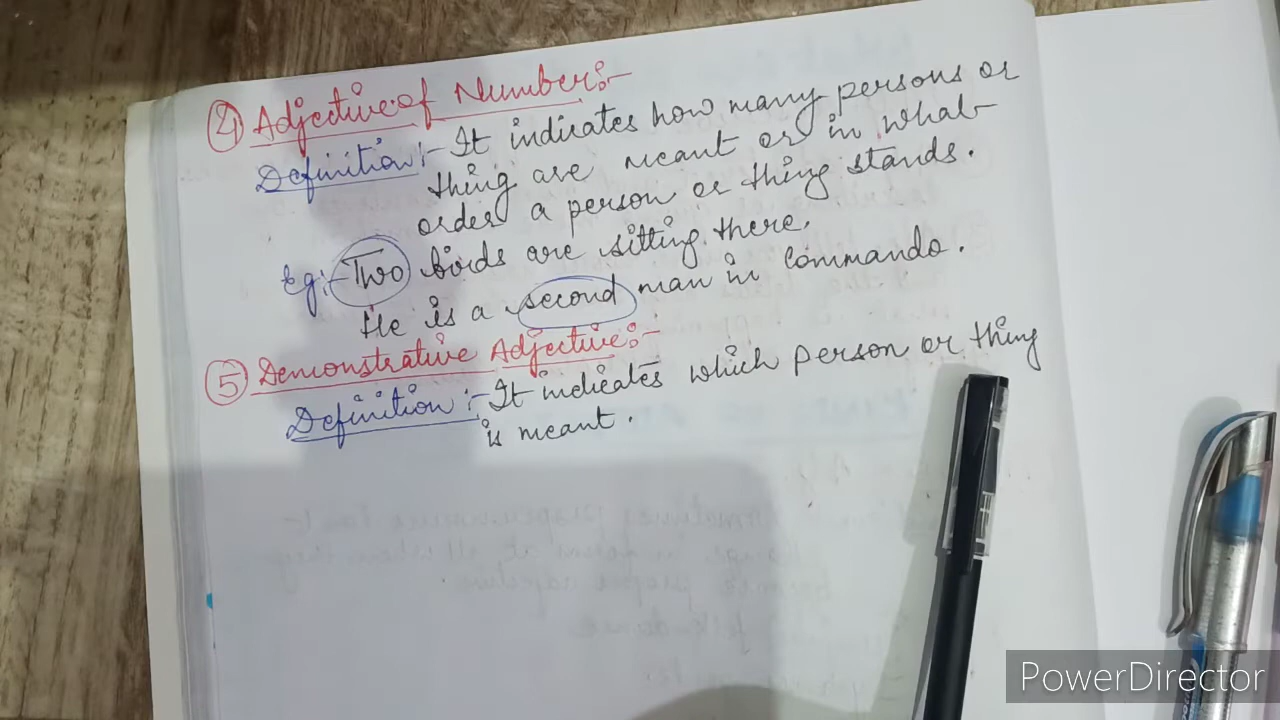 ④ Adjective of Number:-
Definition:- It indicates how many persons or
thing are meant or in what
order a person or thing stands.
Eg:- Two birds are sitting there.
He is a second man in commando.
⑤ Demonstrative Adjective:-
Definition:- It indicates which person or thing
is meant.
PowerDirector